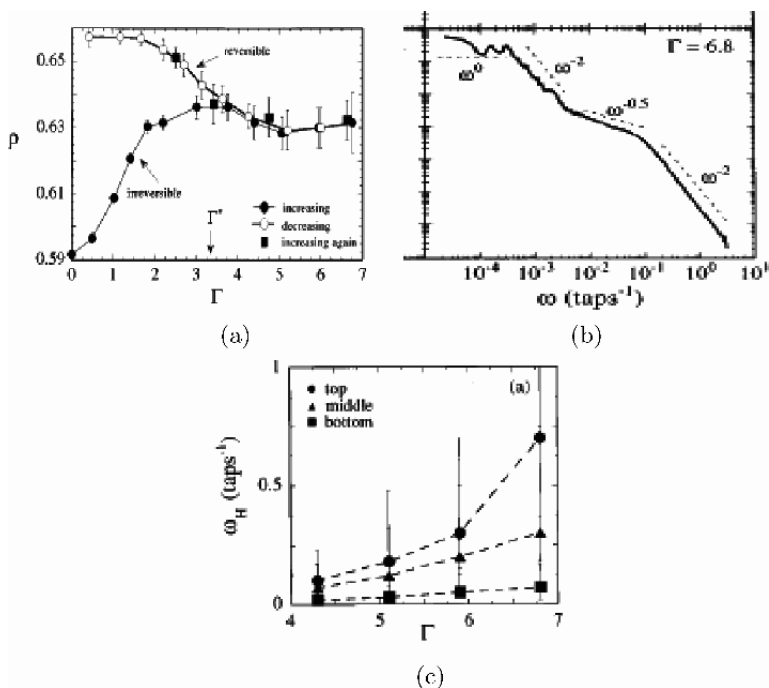 0.65
0.63
0.61
0.59
ρ
reversible
irreversible
Γ*
increasing
decreasing
increasing again
0 1 2 3 4 5 6 7
Γ
(a)
Γ = 6.8
ω⁰
ω⁻²
ω⁻⁰·⁵
ω⁻²
10⁻⁴ 10⁻³ 10⁻² 10⁻¹ 10⁰ 10¹
ω (taps⁻¹)
(b)
1
0.5
0
ω_H (taps⁻¹)
top
middle
bottom
(a)
4 5 6 7
Γ
(c)